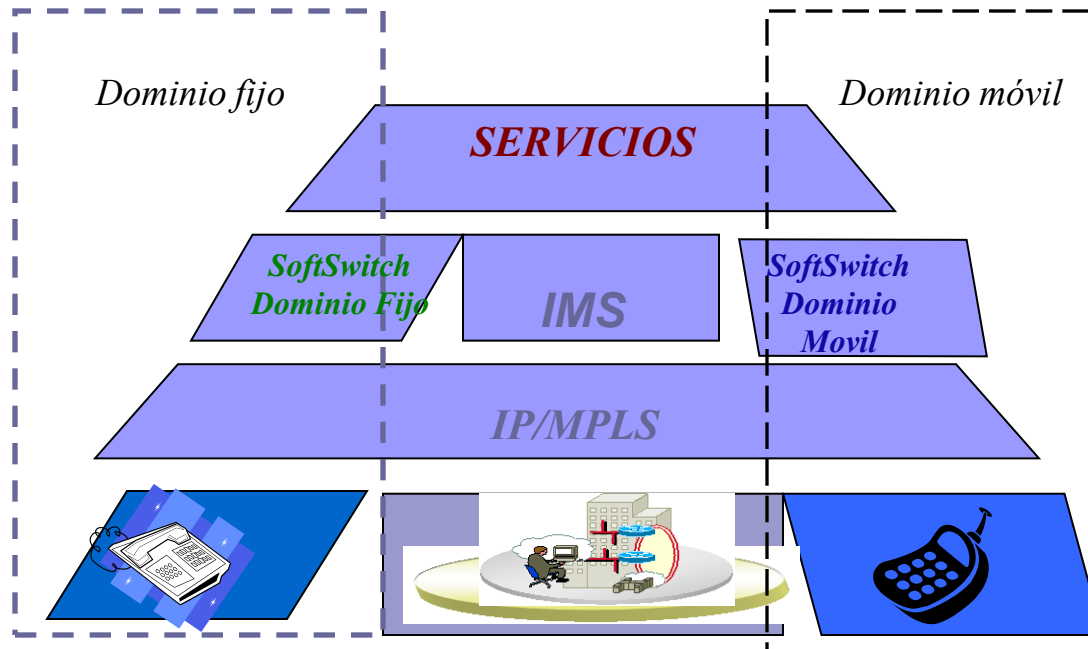 Dominio fijo
Dominio móvil
SERVICIOS
SoftSwitch
Dominio Fijo
IMS
SoftSwitch
Dominio
Movil
IP/MPLS